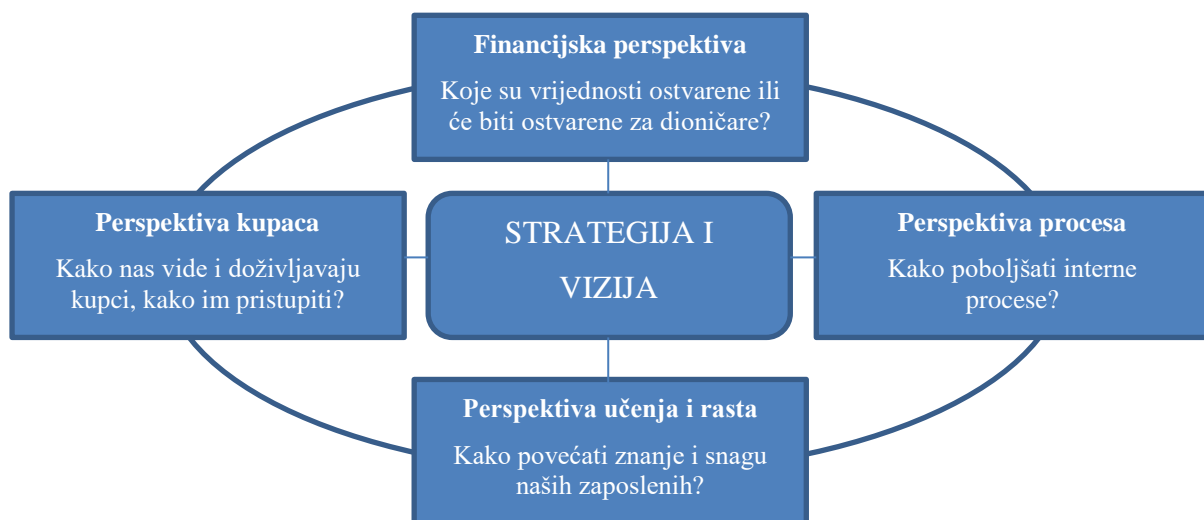 Financijska perspektiva
Koje su vrijednosti ostvarene ili
će biti ostvarene za dioničare?
Perspektiva kupaca
Kako nas vide i doživljavaju
kupci, kako im pristupiti?
STRATEGIJA I
VIZIJA
Perspektiva procesa
Kako poboljšati interne
procese?
Perspektiva učenja i rasta
Kako povećati znanje i snagu
naših zaposlenih?